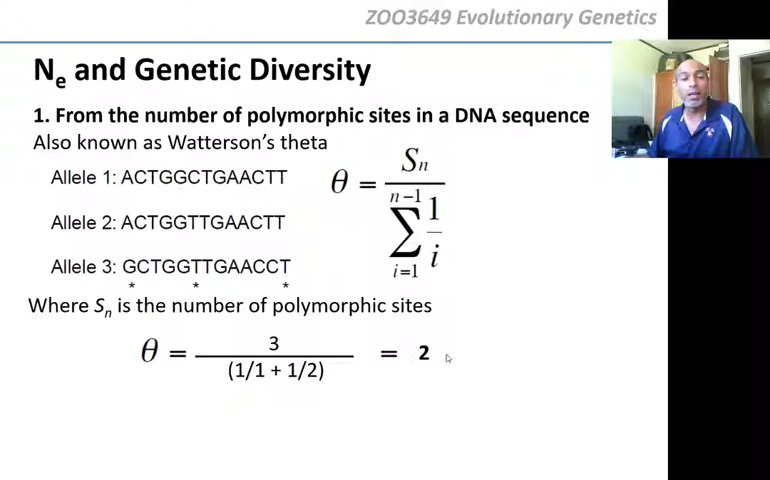 ZOO3649 Evolutionary Genetics
Ne and Genetic Diversity
1. From the number of polymorphic sites in a DNA sequence
Also known as Watterson's theta
Allele 1: ACTGGCTGAACTT
Allele 2: ACTGGTTGAACTT
Allele 3: GCTGGTTGAACCT
* * *
θ = Sn / n−1 ∑ i=1 1/i
Where Sn is the number of polymorphic sites
θ = 3 / (1/1 + 1/2) = 2